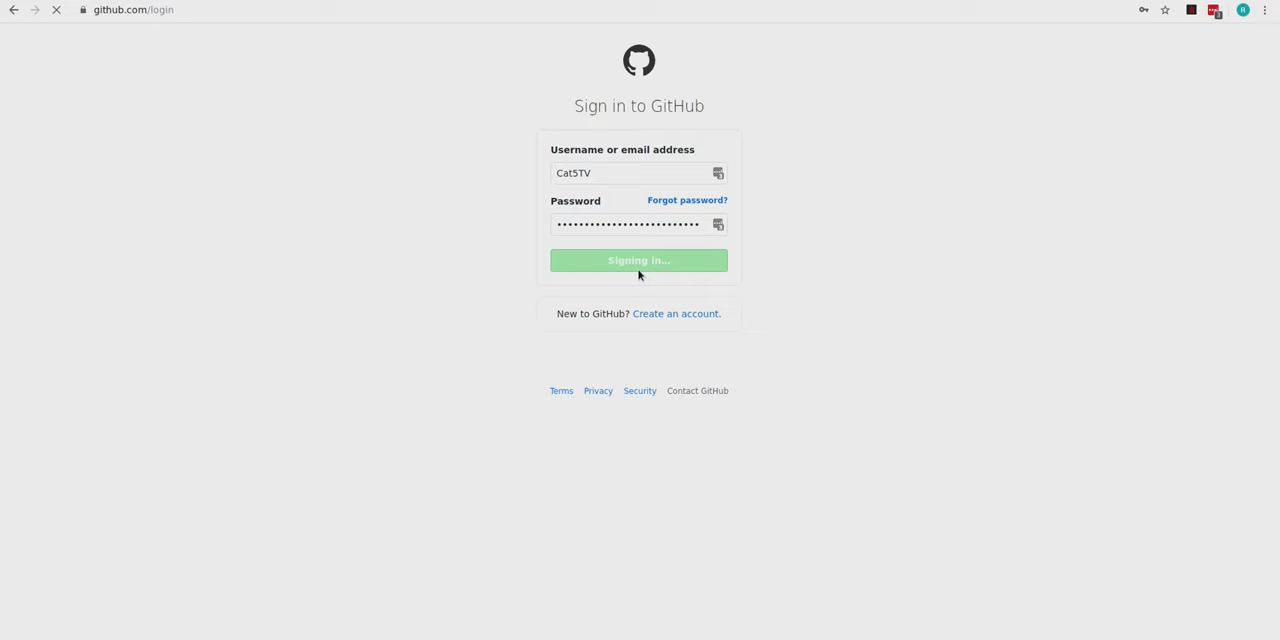 github.com/login
3
R
Sign in to GitHub
Username or email address
Cat5TV
Password Forgot password?
••••••••••••••••••••••••••
Signing in...
New to GitHub? Create an account.
Terms Privacy Security Contact GitHub